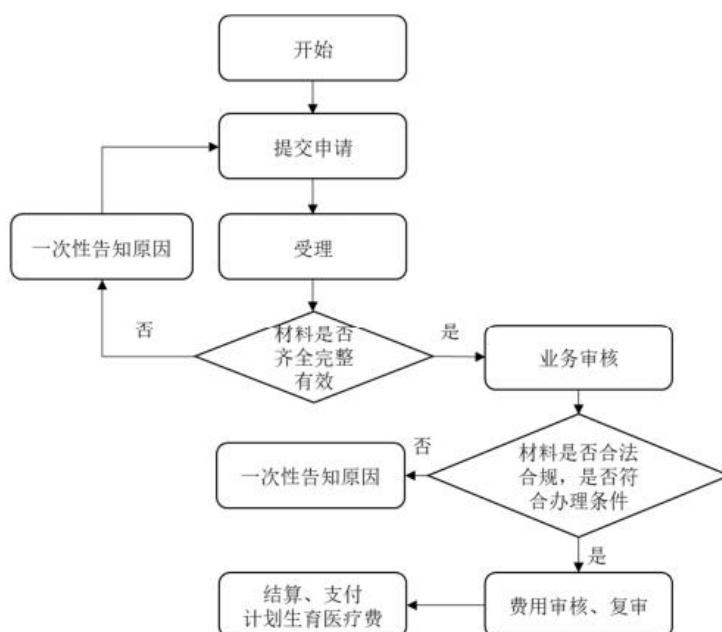 开始
提交申请
一次性告知原因
受理
否
材料是否
齐全完整
有效
是
业务审核
一次性告知原因
否
材料是否合法
合规，是否符
合办理条件
是
结算、支付
计划生育医疗费
费用审核、复审